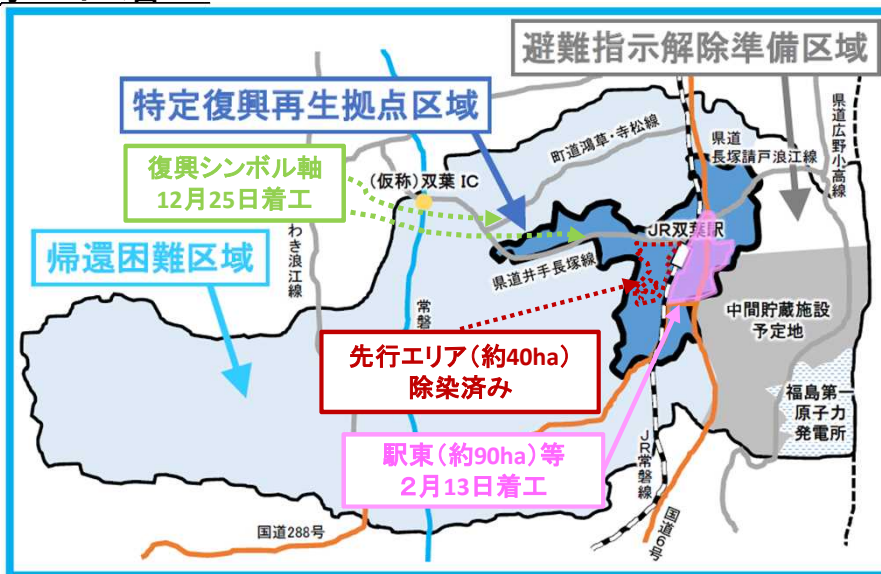 避難指示解除準備区域
特定復興再生拠点区域
復興シンボル軸
12月25日着工
(仮称)双葉 IC
町道鴻草・寺松線
県道
長塚請戸浪江線
県道広野小高線
わき浪江線
帰還困難区域
JR双葉駅
県道井手長塚線
常磐
先行エリア(約40ha)
除染済み
中間貯蔵施設
予定地
福島第一
原子力
発電所
駅東(約90ha)等
2月13日着工
JR常磐線
国道6号
国道288号